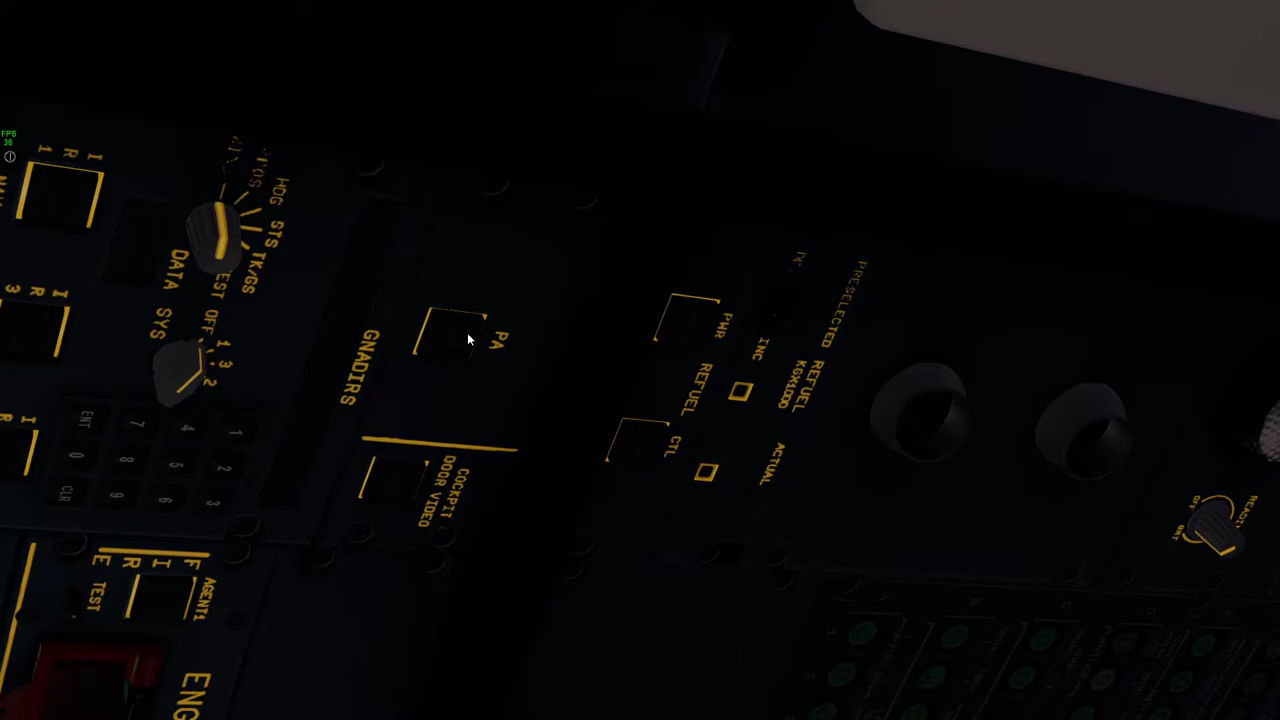 FPS
36
I R 1
HDG
STS
TK/GS
DATA
OFF
SYS
I R 3
1
3
2
GNADIRS
PA
PWR
INC
PRESELECTED
REFUEL
REFUEL
KGX1000
CTL
ACTUAL
COCKPIT
DOOR VIDEO
ENT 7 4 1
0 8 5 2
CLR 9 6 3
FIRE
TEST
AGENT1
ENG
OFF
BRT